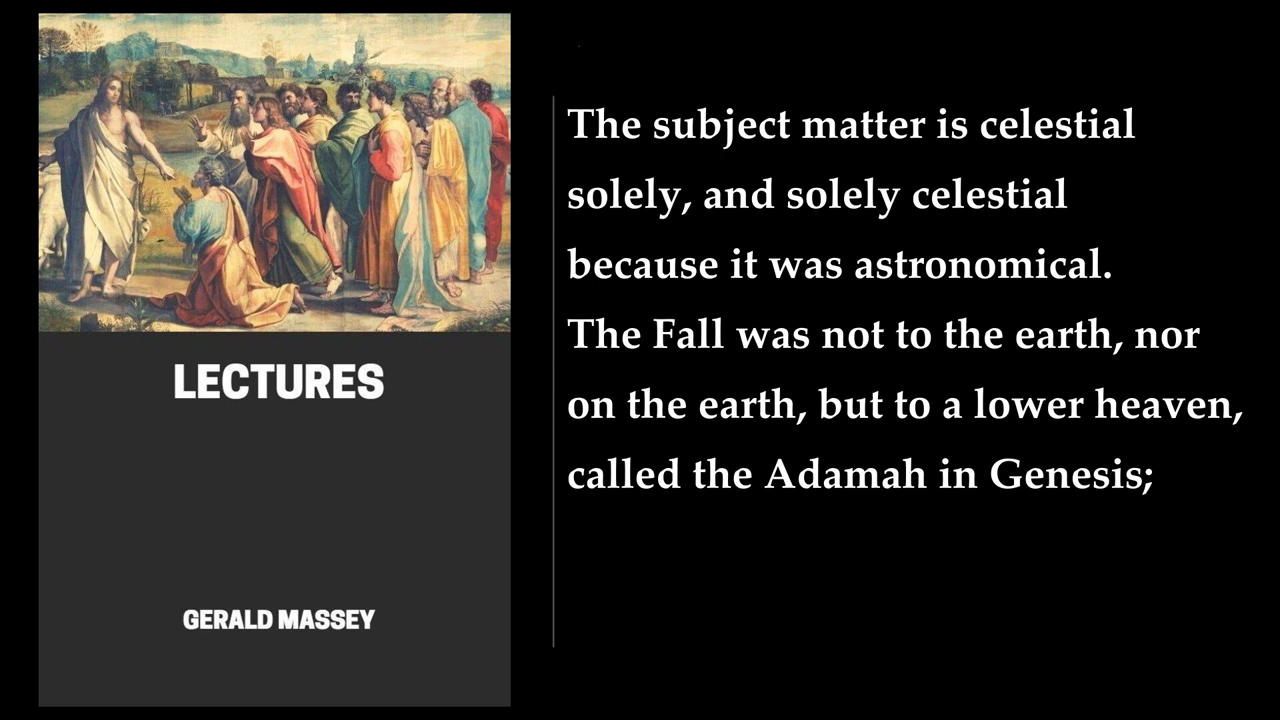 LECTURES
GERALD MASSEY
The subject matter is celestial
solely, and solely celestial
because it was astronomical.
The Fall was not to the earth, nor
on the earth, but to a lower heaven,
called the Adamah in Genesis;